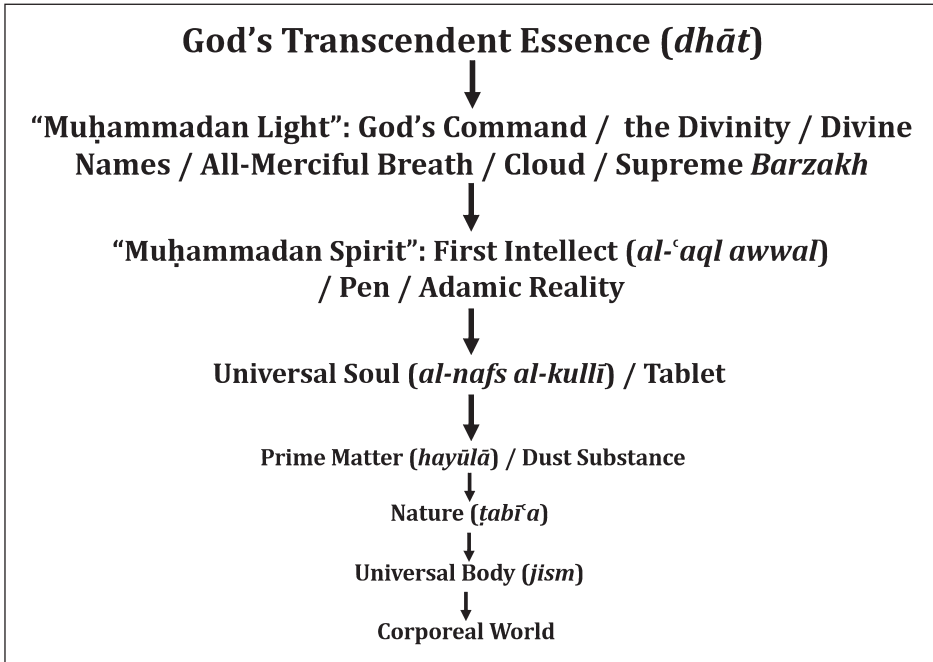 God’s Transcendent Essence (dhāt)
“Muḥammadan Light”: God’s Command / the Divinity / Divine
Names / All-Merciful Breath / Cloud / Supreme Barzakh
“Muḥammadan Spirit”: First Intellect (al-ʿaql awwal)
/ Pen / Adamic Reality
Universal Soul (al-nafs al-kullī) / Tablet
Prime Matter (hayūlā) / Dust Substance
Nature (ṭabīʿa)
Universal Body (jism)
Corporeal World